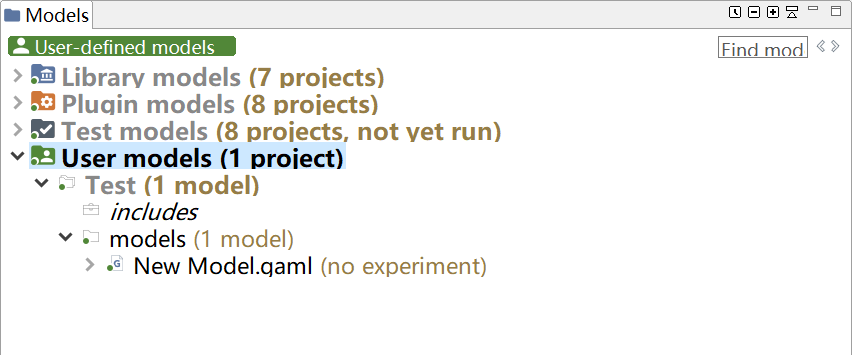 Models
User-defined models
Find mod
Library models (7 projects)
Plugin models (8 projects)
Test models (8 projects, not yet run)
User models (1 project)
Test (1 model)
includes
models (1 model)
New Model.gaml (no experiment)